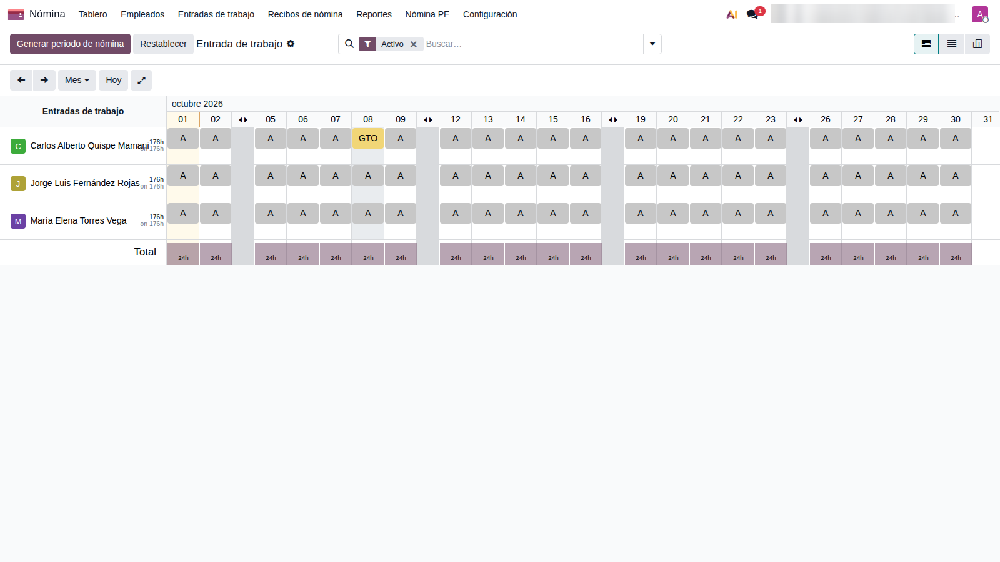 Nómina Tablero Empleados Entradas de trabajo Recibos de nómina Reportes Nómina PE Configuración AI 1 A
Generar periodo de nómina Restablecer Entrada de trabajo Activo Buscar...
Mes Hoy
Entradas de trabajo
octubre 2026
01 02 05 06 07 08 09 12 13 14 15 16 19 20 21 22 23 26 27 28 29 30 31
C Carlos Alberto Quispe Mamani 176h on 176h A A A A A GTO A A A A A A A A A A A A A A A A
J Jorge Luis Fernández Rojas 176h on 176h A A A A A A A A A A A A A A A A A A A A A A
M María Elena Torres Vega 176h on 176h A A A A A A A A A A A A A A A A A A A A A A
Total 24h 24h 24h 24h 24h 24h 24h 24h 24h 24h 24h 24h 24h 24h 24h 24h 24h 24h 24h 24h 24h 24h